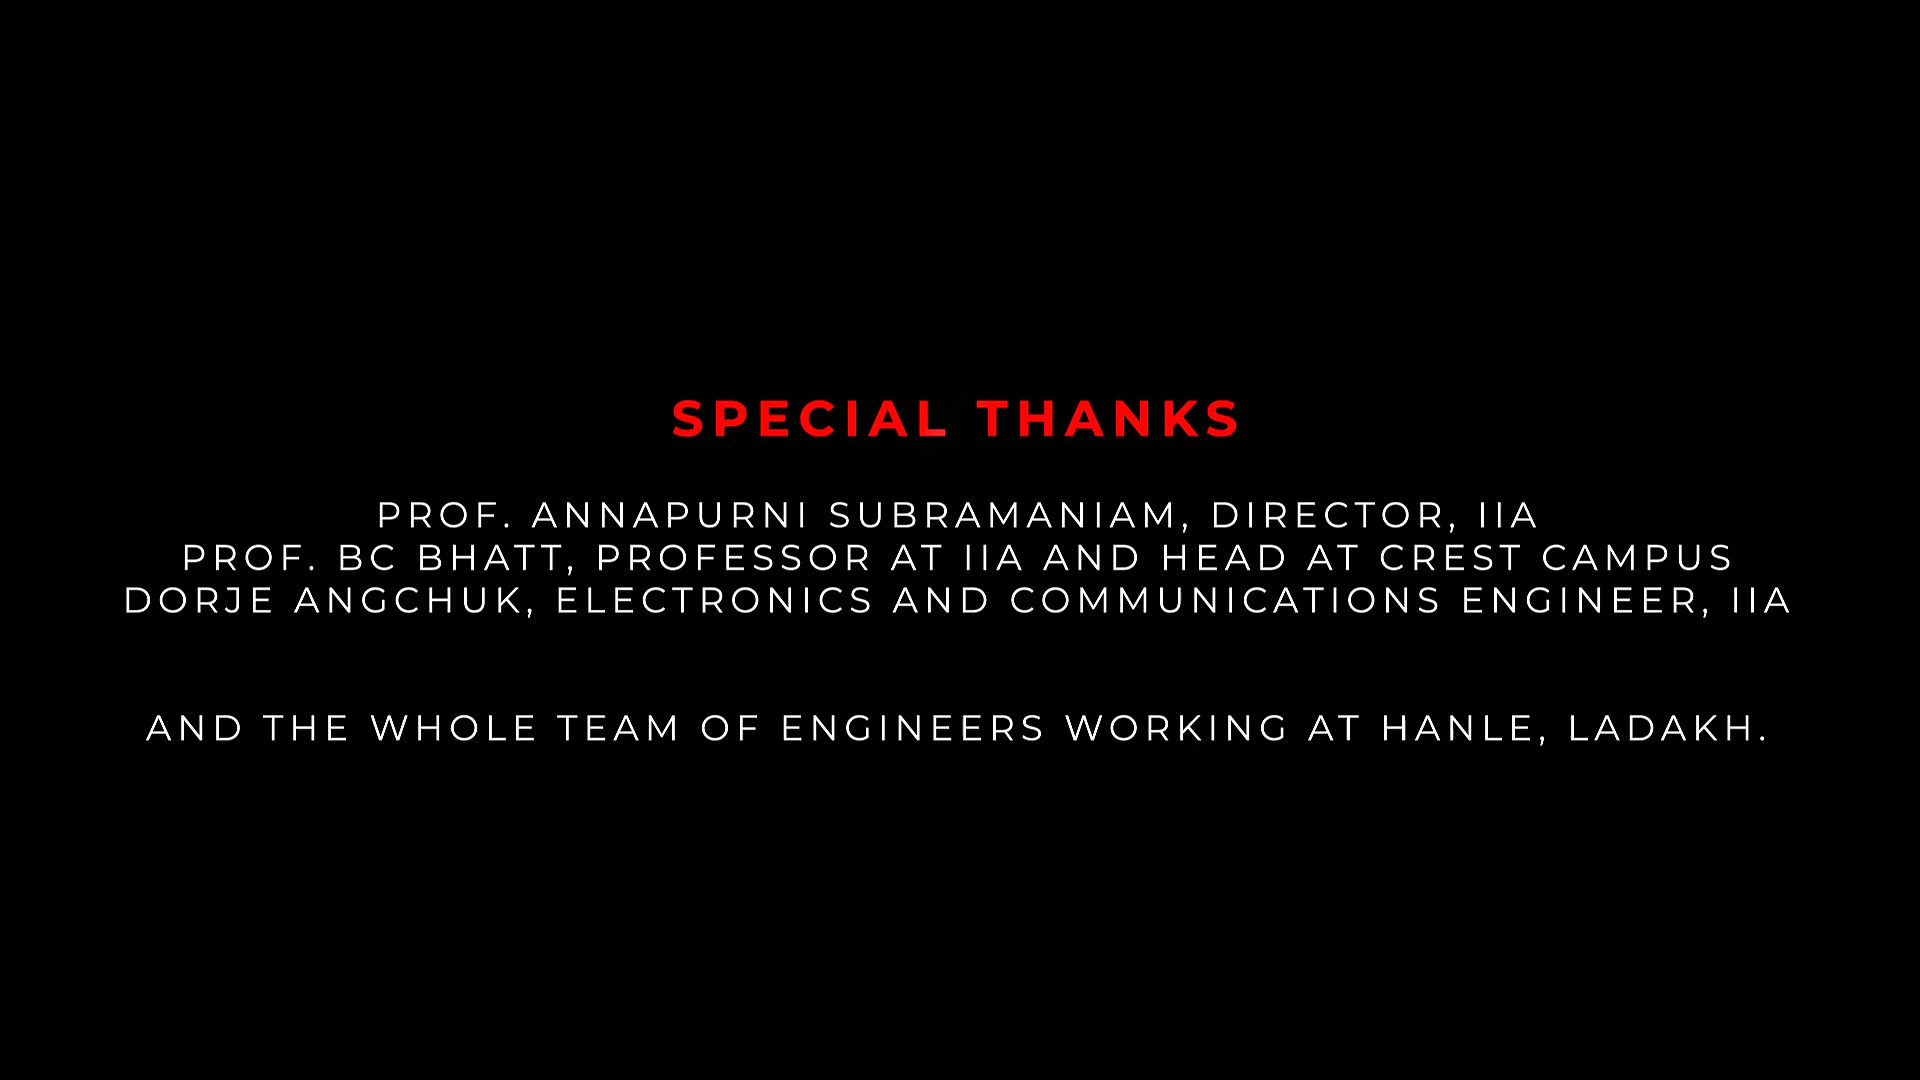 SPECIAL THANKS
PROF. ANNAPURNI SUBRAMANIAM, DIRECTOR, IIA
PROF. BC BHATT, PROFESSOR AT IIA AND HEAD AT CREST CAMPUS
DORJE ANGCHUK, ELECTRONICS AND COMMUNICATIONS ENGINEER, IIA
AND THE WHOLE TEAM OF ENGINEERS WORKING AT HANLE, LADAKH.